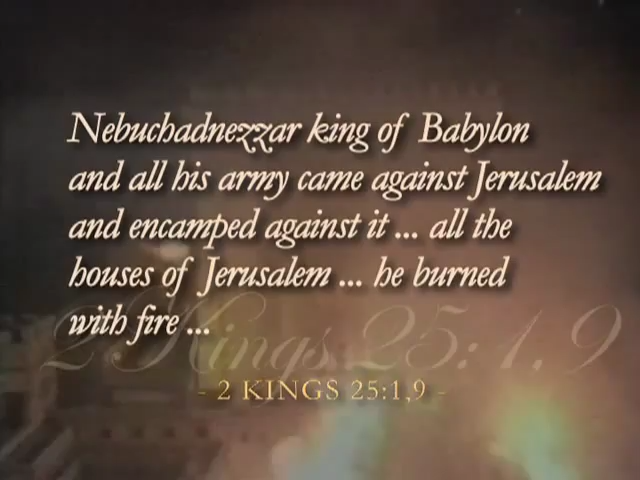 Nebuchadnezzar king of Babylon
and all his army came against Jerusalem
and encamped against it ... all the
houses of Jerusalem ... he burned
with fire ...
2 Kings 25:1,9
- 2 KINGS 25:1,9 -